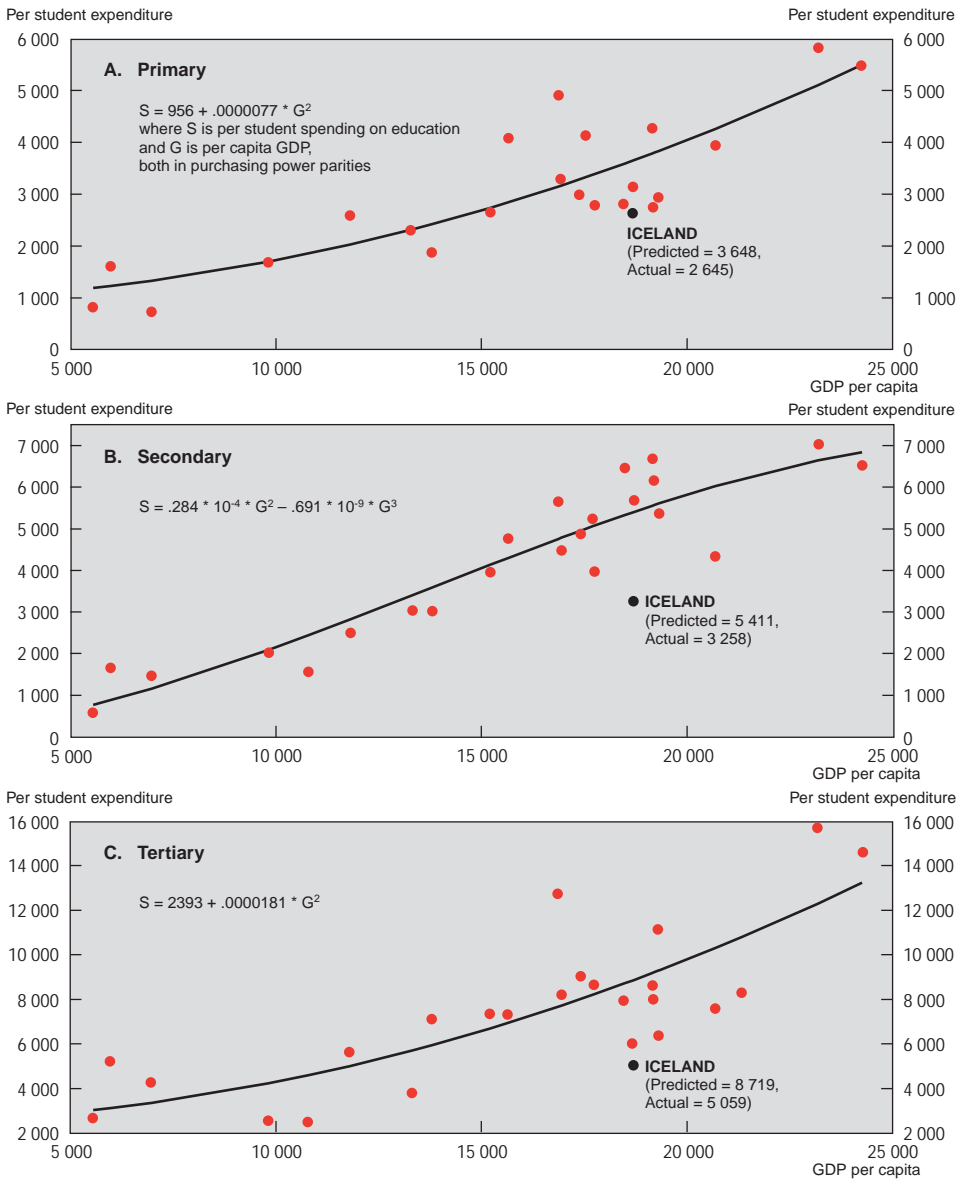 Per student expenditure Per student expenditure
6 000 6 000
A. Primary
5 000 5 000
S = 956 + .0000077 * G²
where S is per student spending on education
4 000 4 000
and G is per capita GDP,
both in purchasing power parities
3 000 3 000
ICELAND
2 000 2 000
(Predicted = 3 648,
Actual = 2 645)
1 000 1 000
0 0
5 000 10 000 15 000 20 000 25 000
GDP per capita
Per student expenditure Per student expenditure
7 000 7 000
B. Secondary
6 000 6 000
S = .284 * 10⁻⁴ * G² – .691 * 10⁻⁹ * G³
5 000 5 000
4 000 4 000
ICELAND
3 000 3 000
(Predicted = 5 411,
Actual = 3 258)
2 000 2 000
1 000 1 000
0 0
5 000 10 000 15 000 20 000 25 000
GDP per capita
Per student expenditure Per student expenditure
16 000 16 000
C. Tertiary
14 000 14 000
S = 2393 + .0000181 * G²
12 000 12 000
10 000 10 000
8 000 8 000
6 000 6 000
ICELAND
(Predicted = 8 719,
4 000 4 000
Actual = 5 059)
2 000 2 000
5 000 10 000 15 000 20 000 25 000
GDP per capita